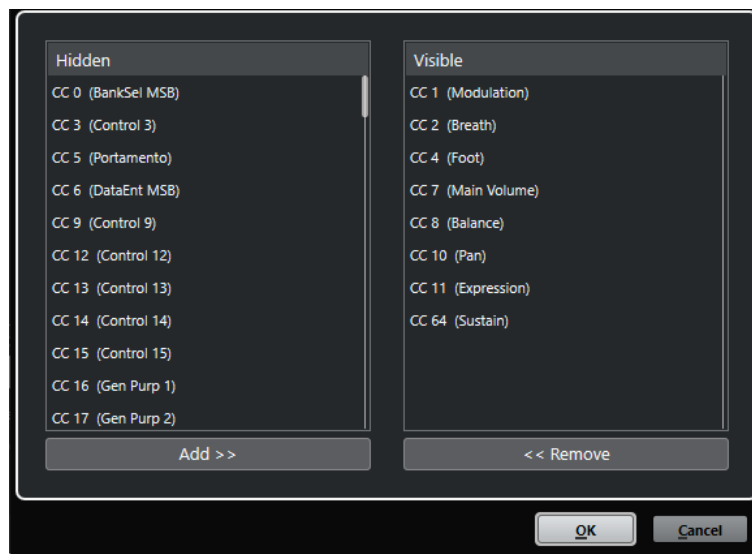 Hidden
CC 0 (BankSel MSB)
CC 3 (Control 3)
CC 5 (Portamento)
CC 6 (DataEnt MSB)
CC 9 (Control 9)
CC 12 (Control 12)
CC 13 (Control 13)
CC 14 (Control 14)
CC 15 (Control 15)
CC 16 (Gen Purp 1)
CC 17 (Gen Purp 2)
Add >>
Visible
CC 1 (Modulation)
CC 2 (Breath)
CC 4 (Foot)
CC 7 (Main Volume)
CC 8 (Balance)
CC 10 (Pan)
CC 11 (Expression)
CC 64 (Sustain)
<< Remove
OK
Cancel